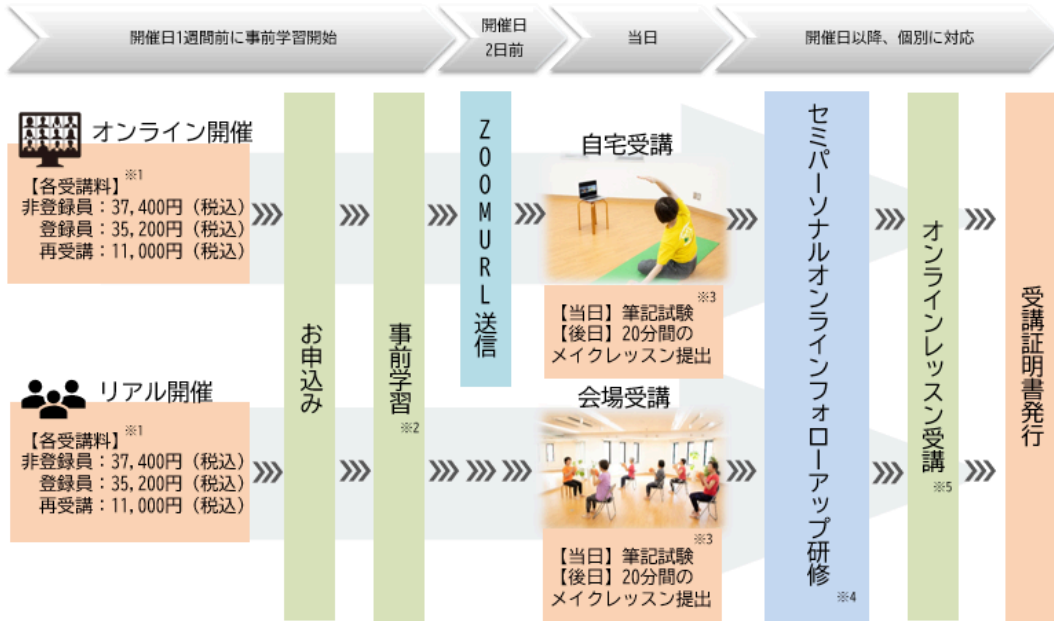 開催日1週間前に事前学習開始
開催日
2日前
当日
開催日以降、個別に対応
オンライン開催
【各受講料】※1
非登録員：37,400円（税込）
登録員：35,200円（税込）
再受講：11,000円（税込）
リアル開催
【各受講料】※1
非登録員：37,400円（税込）
登録員：35,200円（税込）
再受講：11,000円（税込）
お申込み
事前学習
※2
ZOOMURL送信
自宅受講
※3
【当日】筆記試験
【後日】20分間の
メイクレッスン提出
会場受講
※3
【当日】筆記試験
【後日】20分間の
メイクレッスン提出
セミパーソナルオンラインフォローアップ研修
※4
オンラインレッスン受講
※5
受講証明書発行